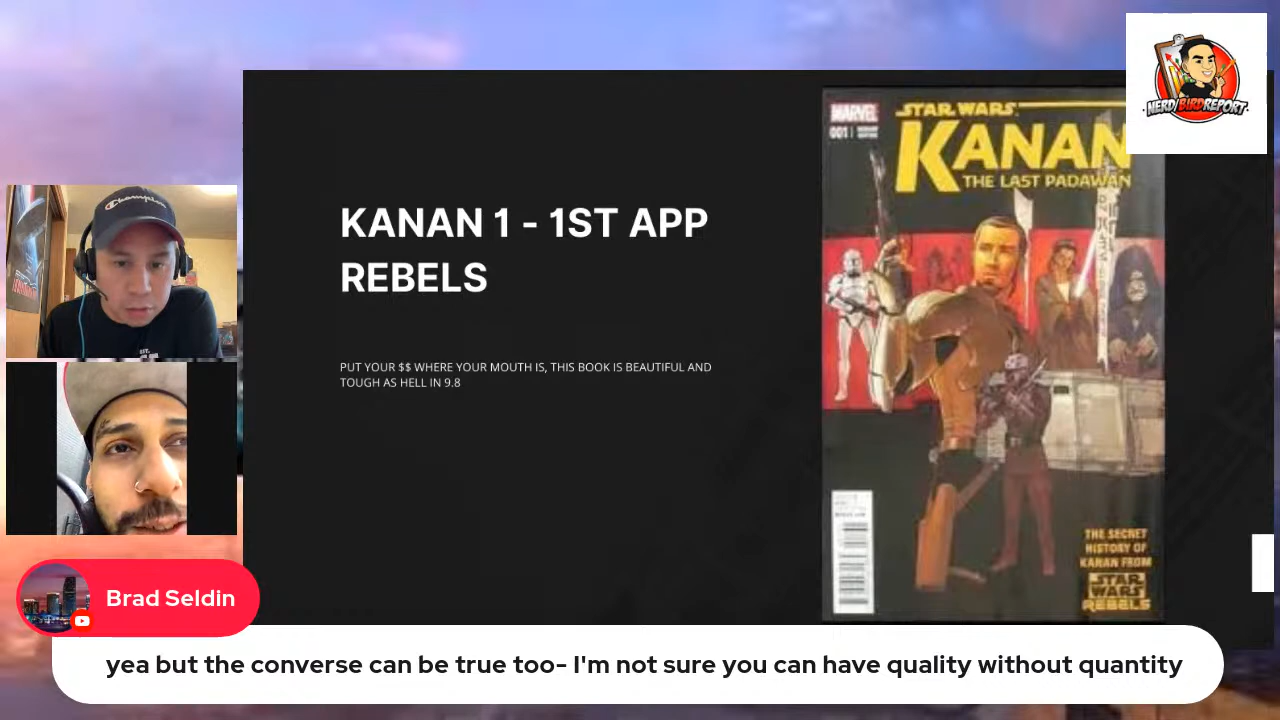 NERD/BIRDREPORT
MARVEL
001
STAR WARS
KANAN
THE LAST PADAWAN
Champion
KANAN 1 - 1ST APP
REBELS
PUT YOUR $$ WHERE YOUR MOUTH IS, THIS BOOK IS BEAUTIFUL AND
TOUGH AS HELL IN 9.8
THE SECRET
HISTORY OF
KANAN FROM
STAR
WARS
REBELS
Brad Seldin
yea but the converse can be true too- I'm not sure you can have quality without quantity